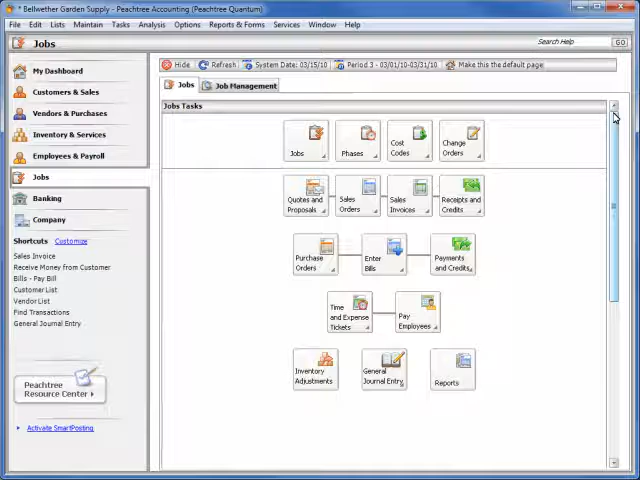 * Bellwether Garden Supply - Peachtree Accounting (Peachtree Quantum)
File Edit Lists Maintain Tasks Analysis Options Reports & Forms Services Window Help
Jobs
Search Help
GO
Hide Refresh System Date: 03/15/10 Period 3 - 03/01/10-03/31/10 Make this the default page
My Dashboard
Customers & Sales
Vendors & Purchases
Inventory & Services
Employees & Payroll
Jobs
Banking
Company
Shortcuts Customize
Sales Invoice
Receive Money from Customer
Bills - Pay Bill
Customer List
Vendor List
Find Transactions
General Journal Entry
Peachtree
Resource Center
Activate SmartPosting
Jobs Job Management
Jobs Tasks
Jobs
Phases
Cost
Codes
Change
Orders
Quotes and
Proposals
Sales
Orders
Sales
Invoices
Receipts and
Credits
Purchase
Orders
Enter
Bills
Payments
and Credits
Time
and Expense
Tickets
Pay
Employees
Inventory
Adjustments
General
Journal Entry
Reports